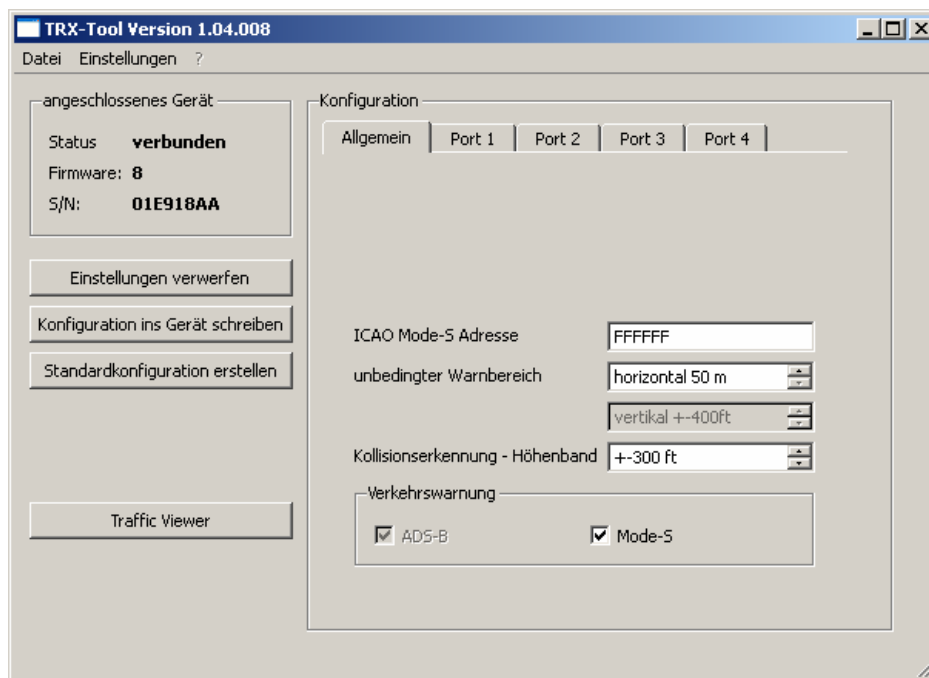 TRX-Tool Version 1.04.008
Datei Einstellungen ?
angeschlossenes Gerät
Status verbunden
Firmware: 8
S/N: 01E918AA
Einstellungen verwerfen
Konfiguration ins Gerät schreiben
Standardkonfiguration erstellen
Traffic Viewer
Konfiguration
Allgemein Port 1 Port 2 Port 3 Port 4
ICAO Mode-S Adresse FFFFFF
unbedingter Warnbereich horizontal 50 m
vertikal +-400ft
Kollisionserkennung - Höhenband +-300 ft
Verkehrswarnung
ADS-B Mode-S